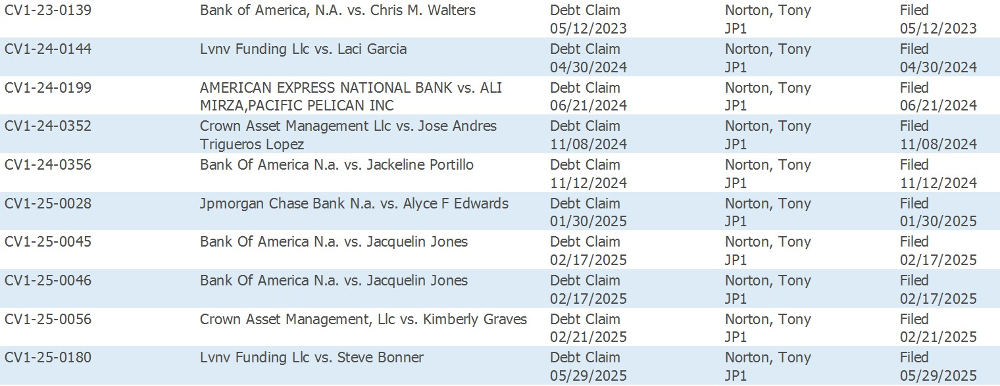 CV1-23-0139 Bank of America, N.A. vs. Chris M. Walters Debt Claim Norton, Tony Filed
05/12/2023 JP1 05/12/2023
CV1-24-0144 Lvnv Funding Llc vs. Laci Garcia Debt Claim Norton, Tony Filed
04/30/2024 JP1 04/30/2024
CV1-24-0199 AMERICAN EXPRESS NATIONAL BANK vs. ALI Debt Claim Norton, Tony Filed
MIRZA,PACIFIC PELICAN INC 06/21/2024 JP1 06/21/2024
CV1-24-0352 Crown Asset Management Llc vs. Jose Andres Debt Claim Norton, Tony Filed
Trigueros Lopez 11/08/2024 JP1 11/08/2024
CV1-24-0356 Bank Of America N.a. vs. Jackeline Portillo Debt Claim Norton, Tony Filed
11/12/2024 JP1 11/12/2024
CV1-25-0028 Jpmorgan Chase Bank N.a. vs. Alyce F Edwards Debt Claim Norton, Tony Filed
01/30/2025 JP1 01/30/2025
CV1-25-0045 Bank Of America N.a. vs. Jacquelin Jones Debt Claim Norton, Tony Filed
02/17/2025 JP1 02/17/2025
CV1-25-0046 Bank Of America N.a. vs. Jacquelin Jones Debt Claim Norton, Tony Filed
02/17/2025 JP1 02/17/2025
CV1-25-0056 Crown Asset Management, Llc vs. Kimberly Graves Debt Claim Norton, Tony Filed
02/21/2025 JP1 02/21/2025
CV1-25-0180 Lvnv Funding Llc vs. Steve Bonner Debt Claim Norton, Tony Filed
05/29/2025 JP1 05/29/2025